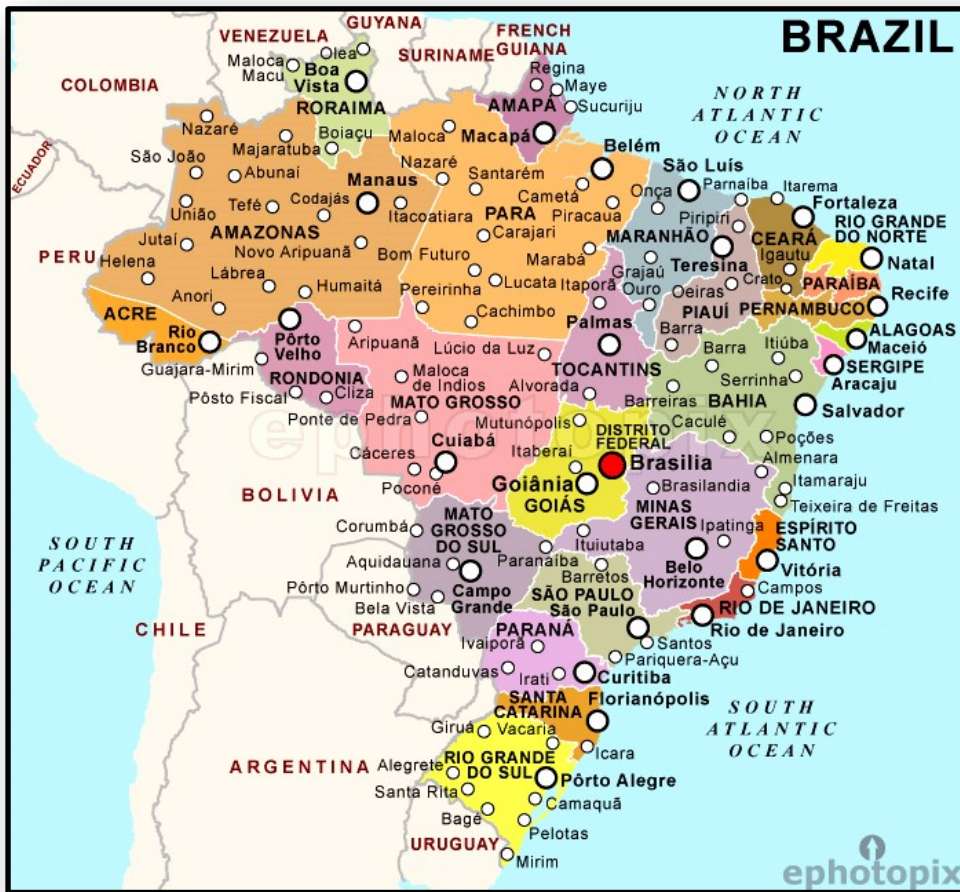 BRAZIL
GUYANA
VENEZUELA
FRENCH
GUIANA
SURINAME
COLOMBIA
ECUADOR
PERU
BOLIVIA
CHILE
PARAGUAY
ARGENTINA
URUGUAY
NORTH
ATLANTIC
OCEAN
SOUTH
PACIFIC
OCEAN
SOUTH
ATLANTIC
OCEAN
Olea
Maloca
Macu
Boa
Vista
RORAIMA
Boiaçu
Regina
Maye
Sucuriju
AMAPÁ
Macapá
Nazaré
Majaratuba
São João
Abunai
Manaus
União
Tefé
Codajás
Itacoatiara
AMAZONAS
Jutaí
Novo Aripuanã
Helena
Lábrea
Humaitá
Anori
Maloca
Nazaré
Santarém
Belém
Cametá
Piracaua
PARA
Carajari
Bom Futuro
Marabá
Pereirinha
Lucata
Cachimbo
São Luís
Onça
Parnaíba
MARANHÃO
Grajaú
Ouro
Piripiri
Teresina
Oeiras
PIAUÍ
Barra
Itarema
Fortaleza
CEARÁ
Igautu
Crato
RIO GRANDE
DO NORTE
Natal
PARAÍBA
Recife
PERNAMBUCO
ALAGOAS
Maceió
SERGIPE
Aracaju
ACRE
Rio
Branco
Pôrto
Velho
Guajara-Mirim
RONDONIA
Pôsto Fiscal
Cliza
Aripuanã
Lúcio da Luz
Maloca
de Indios
MATO GROSSO
Ponte de Pedra
Cuiabá
Cáceres
Poconé
Itaporã
Palmas
TOCANTINS
Alvorada
Barra
Itiúba
Serrinha
Barreiras
BAHIA
Salvador
Caculé
Poções
Itamaraju
Teixeira de Freitas
Mutunópolis
DISTRITO
FEDERAL
Itaberai
Brasilia
Goiânia
GOIÁS
Almenara
Brasilandia
MINAS
GERAIS
Ipatinga
Ituiutaba
Belo
Horizonte
ESPÍRITO
SANTO
Vitória
MATO
GROSSO
DO SUL
Corumbá
Aquidauana
Paranaíba
Pôrto Murtinho
Campo
Grande
Bela Vista
Barretos
SÃO PAULO
São Paulo
Santos
Pariquera-Açu
Campos
RIO DE JANEIRO
Rio de Janeiro
PARANÁ
Ivaiporã
Catanduvas
Irati
Curitiba
SANTA
CATARINA
Florianópolis
Icara
Giruá
Vacaria
Alegrete
RIO GRANDE
DO SUL
Santa Rita
Pôrto Alegre
Bagé
Camaquã
Pelotas
Mirim
ephotopix
ephotopix